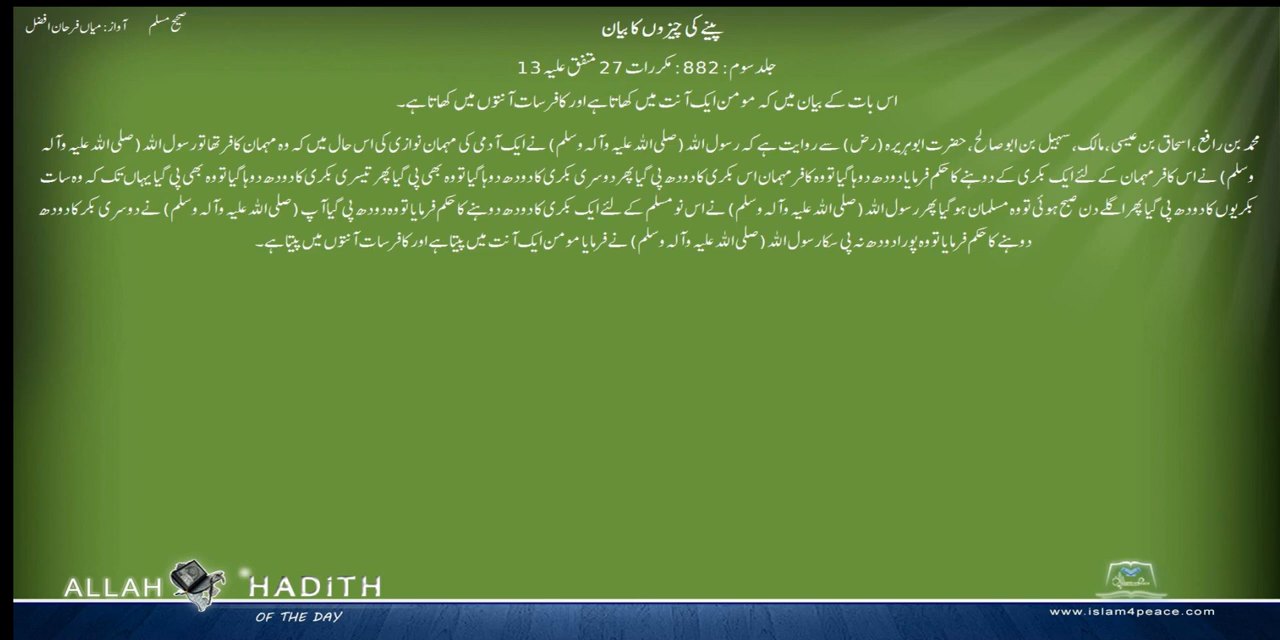 پینے کی چیزوں کا بیان
صحیح مسلم آواز: میاں فرحان افضل
جلد سوم: 882: مکررات 27 متفق علیہ 13
اس بات کے بیان میں کہ مومن ایک آنت میں کھاتا ہے اور کافر سات آنتوں میں کھاتا ہے۔
محمد بن رافع، اسحاق بن عیسی، مالک، سہیل بن ابوصالح، حضرت ابوہریرہ (رض) سے روایت ہے کہ رسول اللہ (صلی اللہ علیہ وآلہ وسلم) نے ایک آدمی کی مہمان نوازی کی اس حال میں کہ وہ مہمان کافر تھا تو رسول اللہ (صلی اللہ علیہ وآلہ
وسلم) نے اس کافر مہمان کے لئے ایک بکری کے دوہنے کا حکم فرمایا دودھ دوہا گیا تو وہ کافر مہمان اس بکری کا دودھ پی گیا پھر دوسری بکری کا دودھ دوہا گیا تو وہ بھی پی گیا پھر تیسری بکری کا دودھ دوہا گیا تو وہ بھی پی گیا یہاں تک کہ وہ سات
بکریوں کا دودھ پی گیا پھر اگلے دن صبح ہوئی تو وہ مسلمان ہو گیا پھر رسول اللہ (صلی اللہ علیہ وآلہ وسلم) نے اس نو مسلم کے لئے ایک بکری کا دودھ دوہنے کا حکم فرمایا تو وہ دودھ پی گیا آپ (صلی اللہ علیہ وآلہ وسلم) نے دوسری بکر کا دودھ
دوہنے کا حکم فرمایا تو وہ پورا دودھ نہ پی سکا رسول اللہ (صلی اللہ علیہ وآلہ وسلم) نے فرمایا مومن ایک آنت میں پیتا ہے اور کافر سات آنتوں میں پیتا ہے۔
ALLAH HADITH
OF THE DAY
www.islam4peace.com